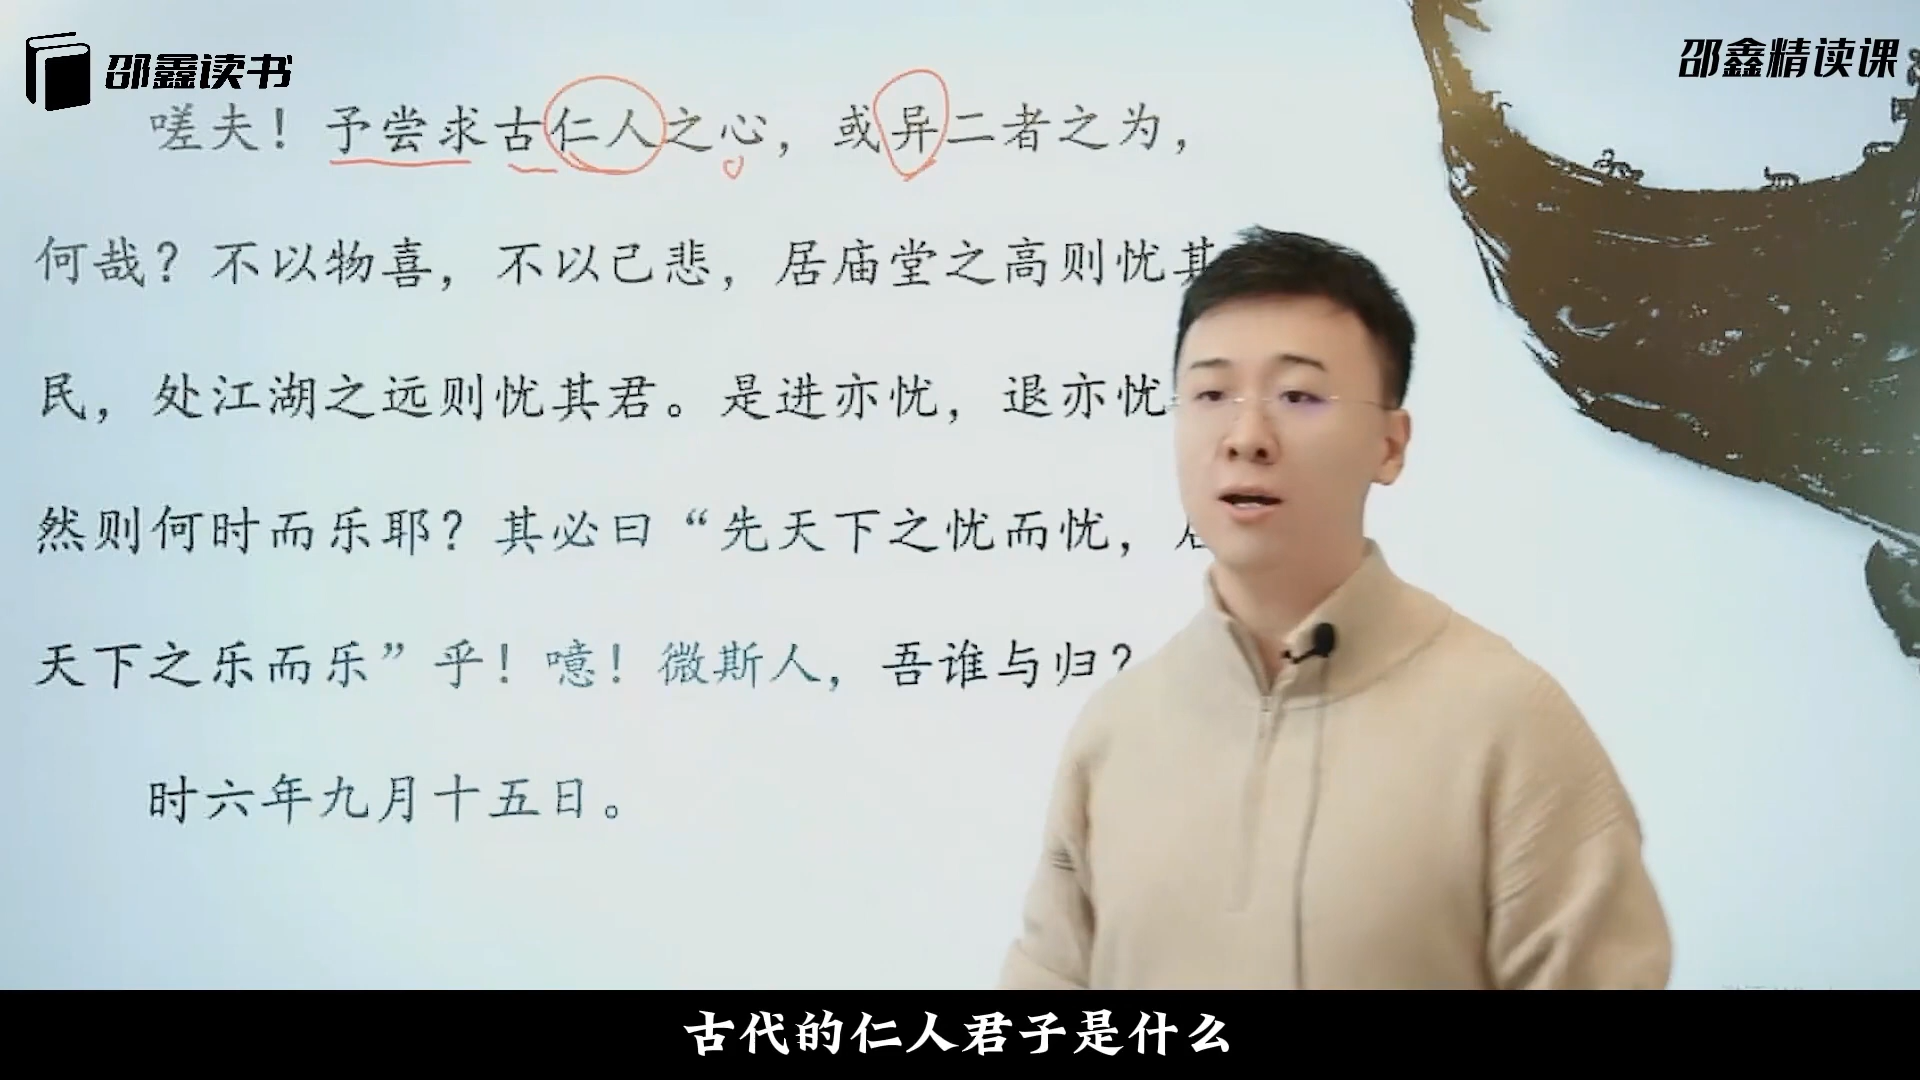 邵鑫读书
邵鑫精读课
嗟夫！予尝求古仁人之心，或异二者之为，
何哉？不以物喜，不以己悲，居庙堂之高则忧其
民，处江湖之远则忧其君。是进亦忧，退亦忧
然则何时而乐耶？其必曰“先天下之忧而忧，
天下之乐而乐”乎！噫！微斯人，吾谁与归？
时六年九月十五日。
古代的仁人君子是什么